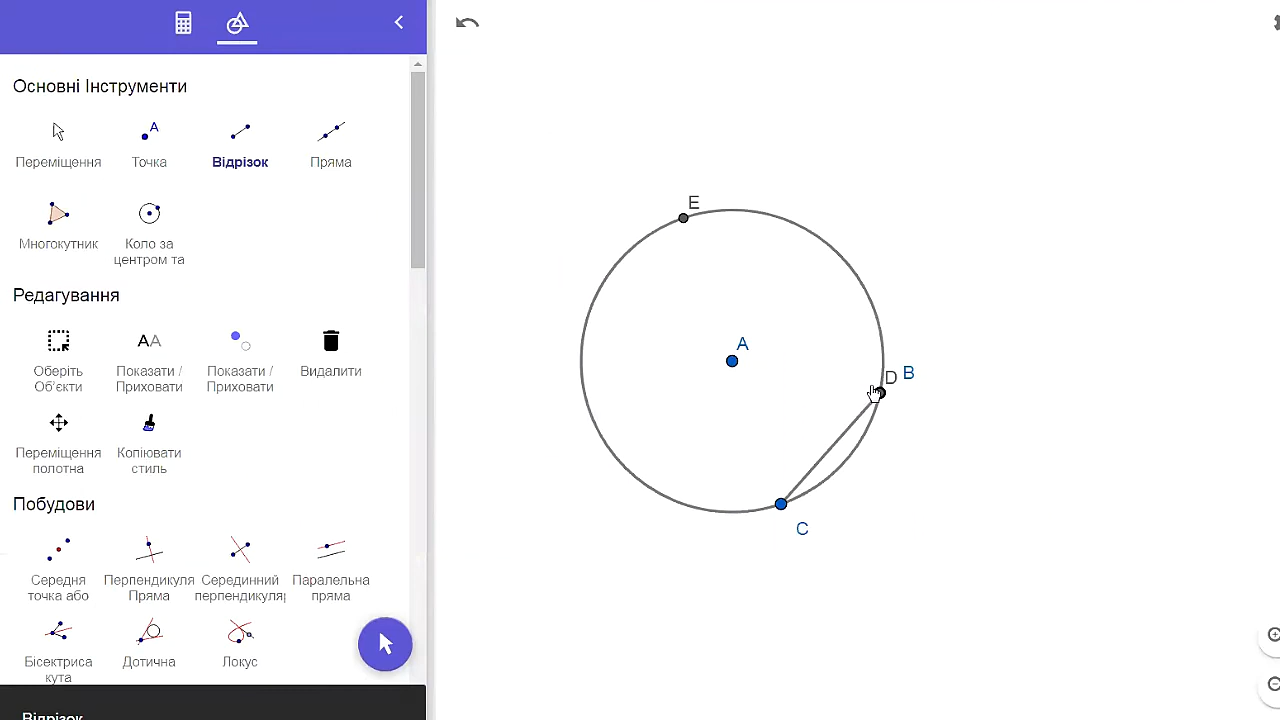 Основні Інструменти
A
Переміщення
Точка
Відрізок
Пряма
Многокутник
Коло за
центром та
Редагування
AA
Оберіть
Об'єкти
Показати /
Приховати
Показати /
Приховати
Видалити
Переміщення
полотна
Копіювати
стиль
Побудови
Середня
точка або
Перпендикуля
Пряма
Серединний
перпендикуляр
Паралельна
пряма
Бісектриса
кута
Дотична
Локус
Відрізок
E
A
D
B
C